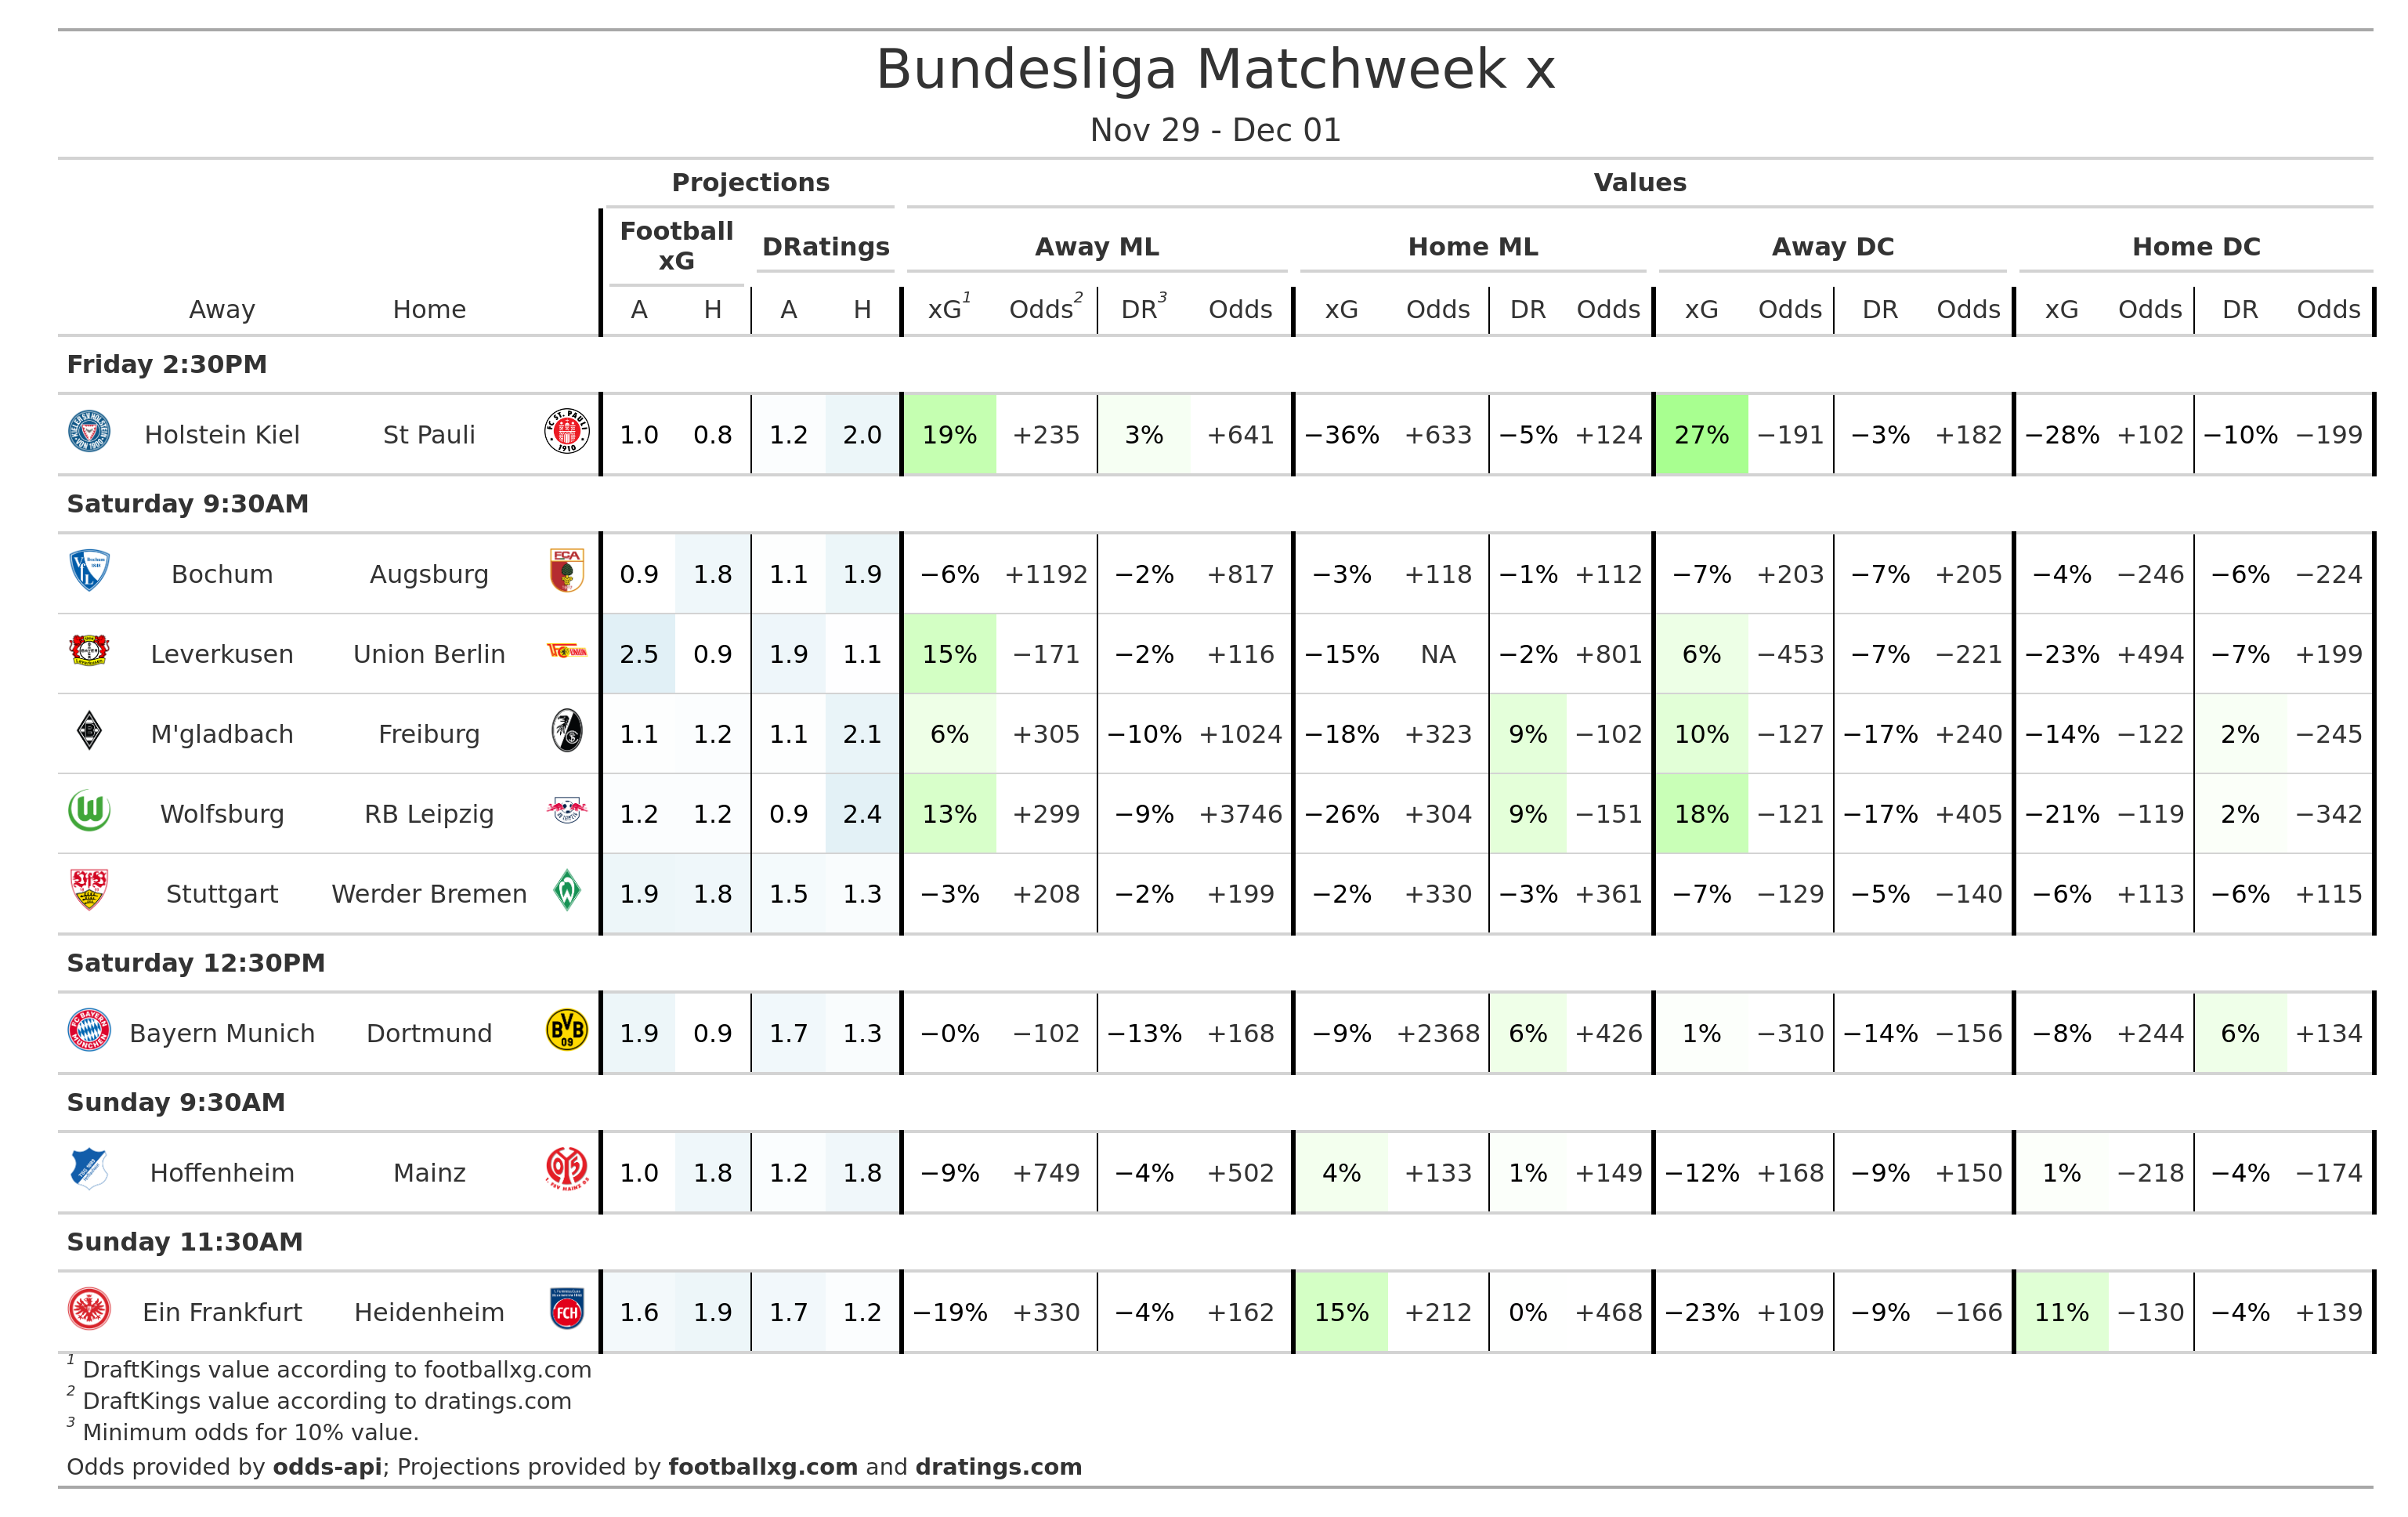 Bundesliga Matchweek x
Nov 29 - Dec 01
Projections Values
Football xG DRatings Away ML Home ML Away DC Home DC
Away Home A H A H xG1 Odds2 DR3 Odds xG Odds DR Odds xG Odds DR Odds xG Odds DR Odds
Friday 2:30PM
Holstein Kiel St Pauli 1.0 0.8 1.2 2.0 19% +235 3% +641 −36% +633 −5% +124 27% −191 −3% +182 −28% +102 −10% −199
Saturday 9:30AM
Bochum Augsburg 0.9 1.8 1.1 1.9 −6% +1192 −2% +817 −3% +118 −1% +112 −7% +203 −7% +205 −4% −246 −6% −224
Leverkusen Union Berlin 2.5 0.9 1.9 1.1 15% −171 −2% +116 −15% NA −2% +801 6% −453 −7% −221 −23% +494 −7% +199
M'gladbach Freiburg 1.1 1.2 1.1 2.1 6% +305 −10% +1024 −18% +323 9% −102 10% −127 −17% +240 −14% −122 2% −245
Wolfsburg RB Leipzig 1.2 1.2 0.9 2.4 13% +299 −9% +3746 −26% +304 9% −151 18% −121 −17% +405 −21% −119 2% −342
Stuttgart Werder Bremen 1.9 1.8 1.5 1.3 −3% +208 −2% +199 −2% +330 −3% +361 −7% −129 −5% −140 −6% +113 −6% +115
Saturday 12:30PM
Bayern Munich Dortmund 1.9 0.9 1.7 1.3 −0% −102 −13% +168 −9% +2368 6% +426 1% −310 −14% −156 −8% +244 6% +134
Sunday 9:30AM
Hoffenheim Mainz 1.0 1.8 1.2 1.8 −9% +749 −4% +502 4% +133 1% +149 −12% +168 −9% +150 1% −218 −4% −174
Sunday 11:30AM
Ein Frankfurt Heidenheim 1.6 1.9 1.7 1.2 −19% +330 −4% +162 15% +212 0% +468 −23% +109 −9% −166 11% −130 −4% +139
1 DraftKings value according to footballxg.com
2 DraftKings value according to dratings.com
3 Minimum odds for 10% value.
Odds provided by odds-api; Projections provided by footballxg.com and dratings.com